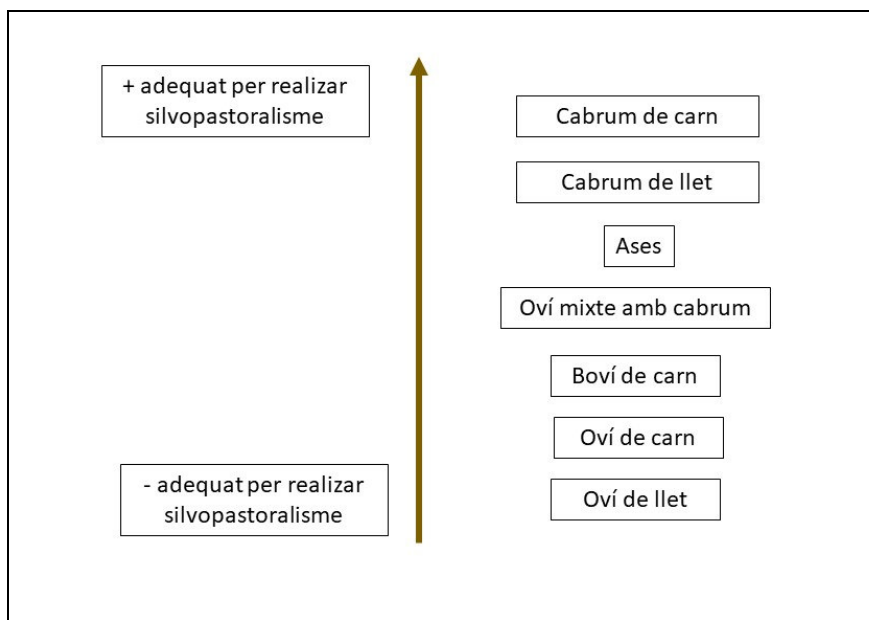 + adequat per realizar
silvopastoralisme
Cabrum de carn
Cabrum de llet
Ases
Oví mixte amb cabrum
Boví de carn
Oví de carn
- adequat per realizar
silvopastoralisme
Oví de llet